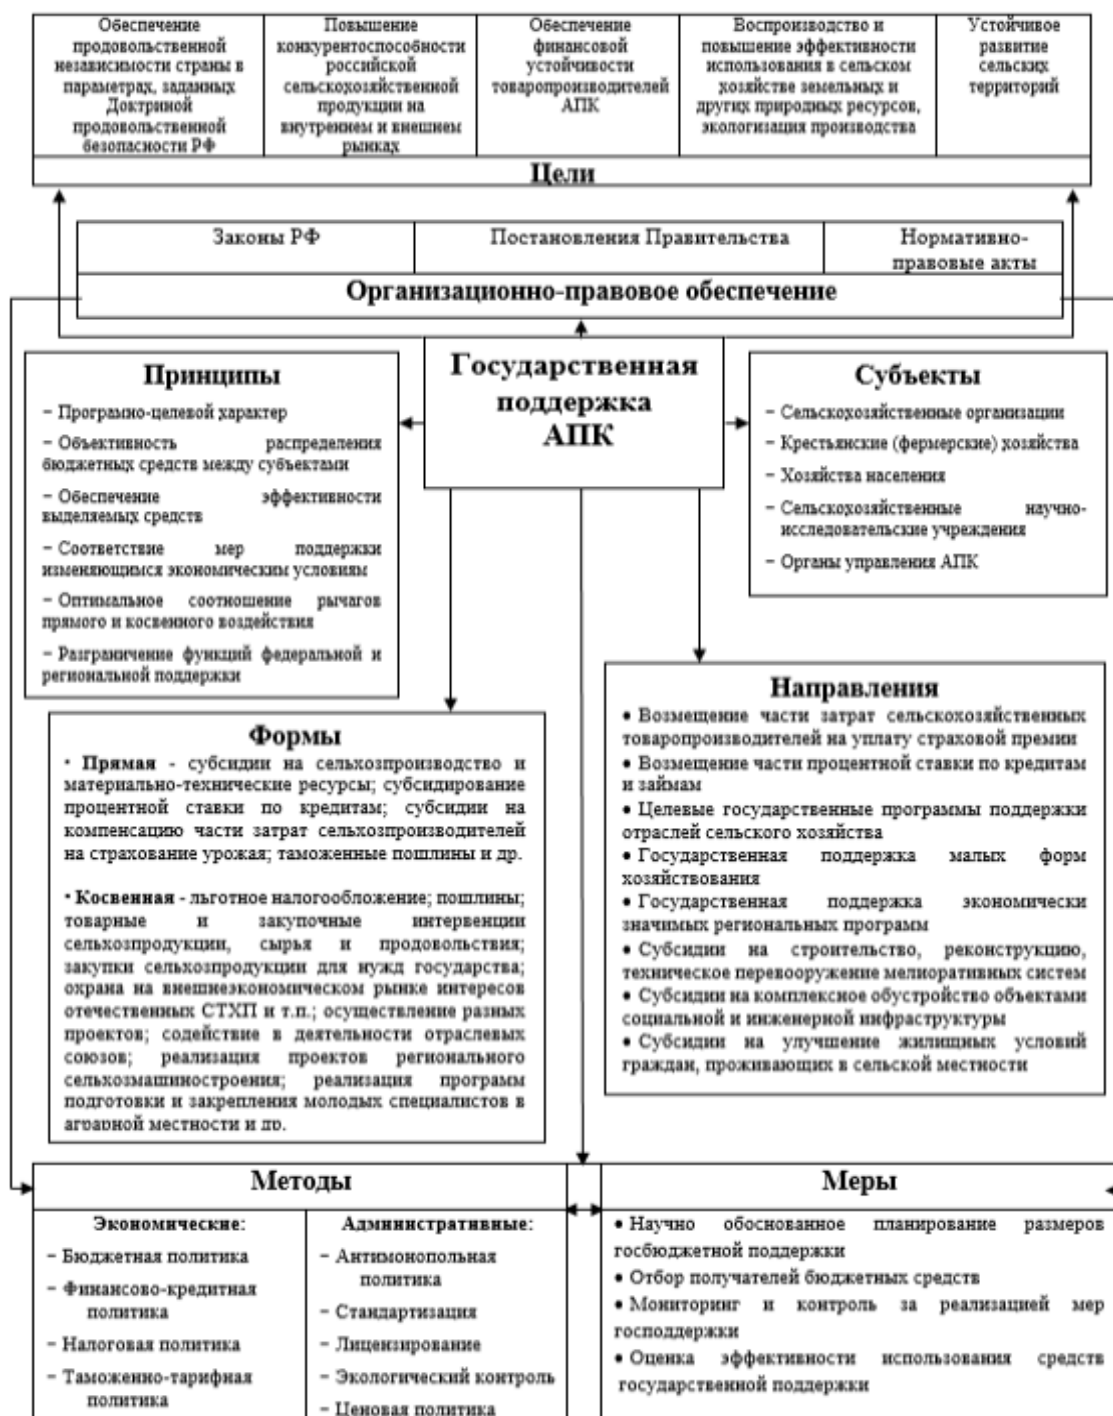 Обеспечение
продовольственной
независимости страны в
параметрах, заданных
Доктриной
продовольственной
безопасности РФ
Повышение
конкурентоспособности
российской
сельскохозяйственной
продукции на
внутреннем и внешнем
рынках
Обеспечение
финансовой
устойчивости
товаропроизводителей
АПК
Воспроизводство и
повышение эффективности
использования в сельском
хозяйстве земельных и
других природных ресурсов,
экологизация производства
Устойчивое
развитие
сельских
территорий
Цели
Законы РФ
Постановления Правительства
Нормативно-
правовые акты
Организационно-правовое обеспечение
Государственная
поддержка
АПК
Принципы
– Програмно-целевой характер
– Объективность распределения
бюджетных средств между субъектами
– Обеспечение эффективности
выделяемых средств
– Соответствие мер поддержки
изменяющимся экономическим условиям
– Оптимальное соотношение рычагов
прямого и косвенного воздействия
– Разграничение функций федеральной и
региональной поддержки
Субъекты
– Сельскохозяйственные организации
– Крестьянские (фермерские) хозяйства
– Хозяйства населения
– Сельскохозяйственные научно-
исследовательские учреждения
– Органы управления АПК
Формы
· Прямая - субсидии на сельхозпроизводство и
материально-технические ресурсы; субсидирование
процентной ставки по кредитам; субсидии на
компенсацию части затрат сельхозпроизводителей
на страхование урожая; таможенные пошлины и др.
· Косвенная - льготное налогообложение; пошлины;
товарные и закупочные интервенции
сельхозпродукции, сырья и продовольствия;
закупки сельхозпродукции для нужд государства;
охрана на внешнеэкономическом рынке интересов
отечественных СТХП и т.п.; осуществление разных
проектов; содействие в деятельности отраслевых
союзов; реализация проектов регионального
сельхозмашиностроения; реализация программ
подготовки и закрепления молодых специалистов в
аграрной местности и др.
Направления
• Возмещение части затрат сельскохозяйственных
товаропроизводителей на уплату страховой премии
• Возмещение части процентной ставки по кредитам
и займам
• Целевые государственные программы поддержки
отраслей сельского хозяйства
• Государственная поддержка малых форм
хозяйствования
• Государственная поддержка экономически
значимых региональных программ
• Субсидии на строительство, реконструкцию,
техническое перевооружение мелиоративных систем
• Субсидии на комплексное обустройство объектами
социальной и инженерной инфраструктуры
• Субсидии на улучшение жилищных условий
граждан, проживающих в сельской местности
Методы
Экономические:
– Бюджетная политика
– Финансово-кредитная
политика
– Налоговая политика
– Таможенно-тарифная
политика
Административные:
– Антимонопольная
политика
– Стандартизация
– Лицензирование
– Экологический контроль
– Ценовая политика
Меры
• Научно обоснованное планирование размеров
госбюджетной поддержки
• Отбор получателей бюджетных средств
• Мониторинг и контроль за реализацией мер
господдержки
• Оценка эффективности использования средств
государственной поддержки